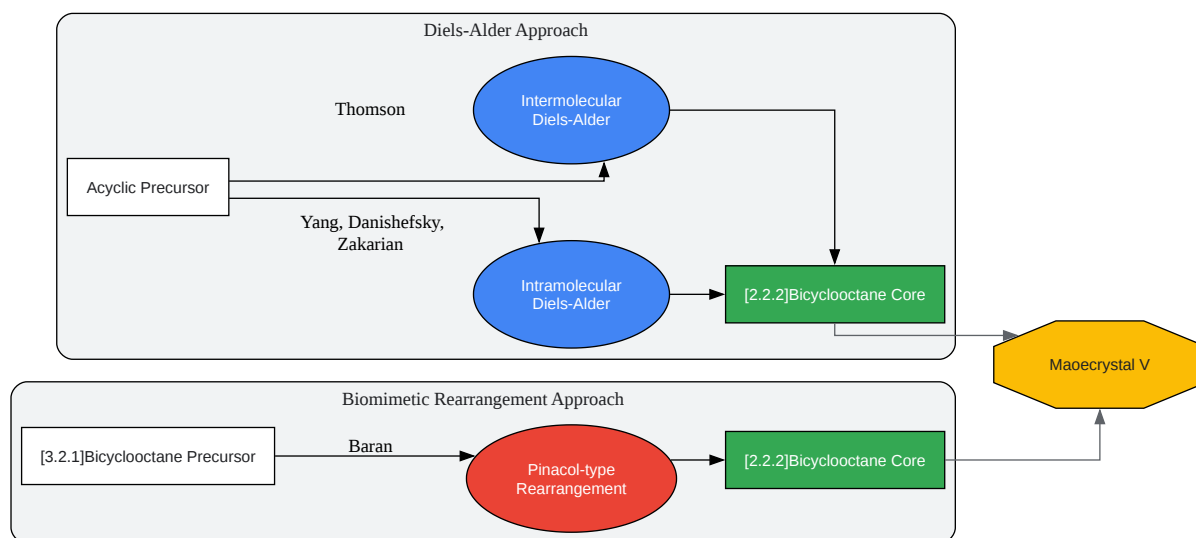 Diels-Alder Approach
Thomson
Intermolecular
Diels-Alder
Acyclic Precursor
Yang, Danishefsky,
Zakarian
Intramolecular
Diels-Alder
[2.2.2]Bicyclooctane Core
Maoecrystal V
Biomimetic Rearrangement Approach
[3.2.1]Bicyclooctane Precursor
Baran
Pinacol-type
Rearrangement
[2.2.2]Bicyclooctane Core